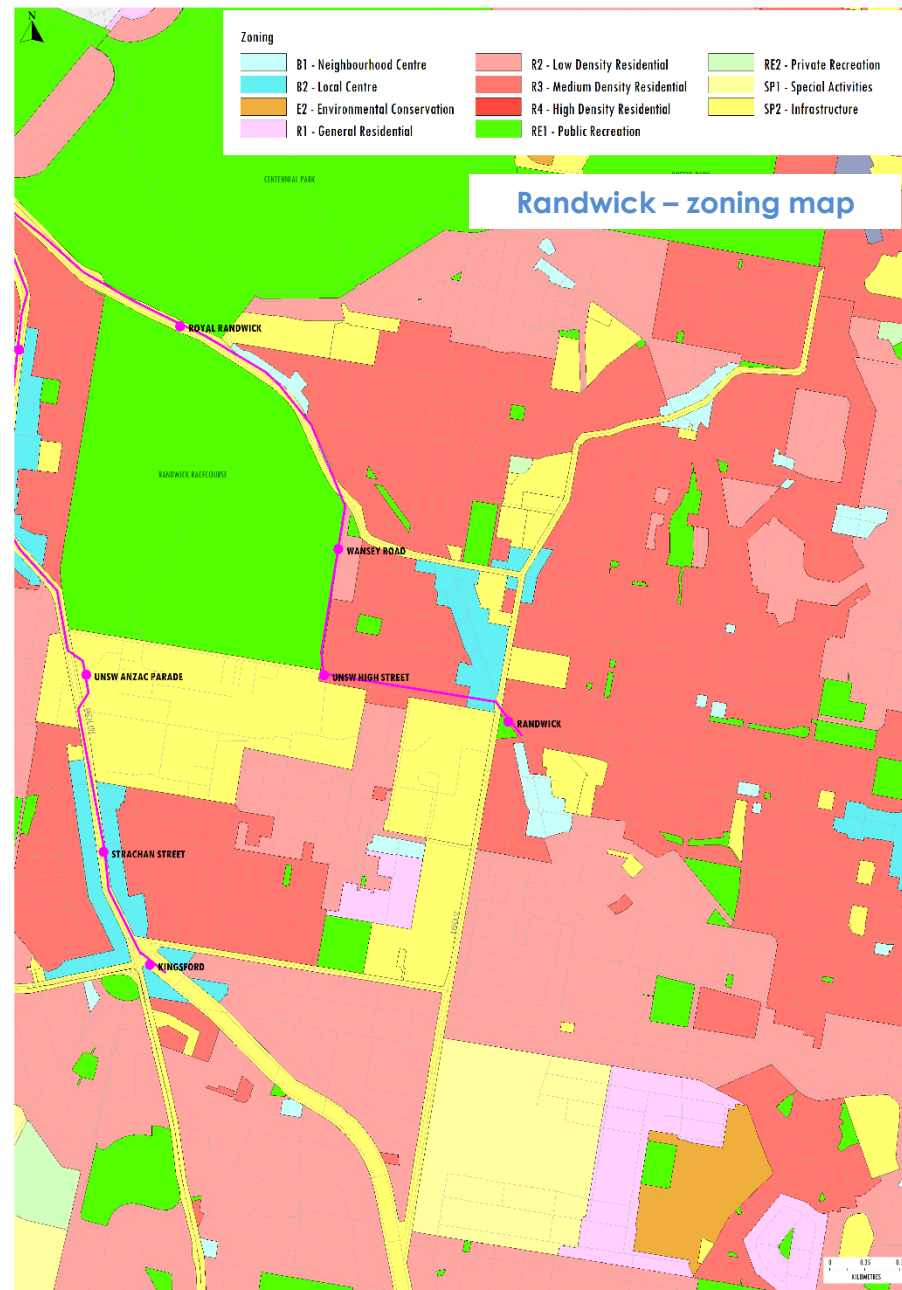 N
Zoning
B1 - Neighbourhood Centre
B2 - Local Centre
E2 - Environmental Conservation
R1 - General Residential
R2 - Low Density Residential
R3 - Medium Density Residential
R4 - High Density Residential
RE1 - Public Recreation
RE2 - Private Recreation
SP1 - Special Activities
SP2 - Infrastructure
CENTENNIAL PARK
Randwick – zoning map
ROYAL RANDWICK
RANDWICK RACECOURSE
WANSEY ROAD
UNSW ANZAC PARADE
UNSW HIGH STREET
RANDWICK
STRACHAN STREET
KINGSFORD
0 0.35
KILOMETRES